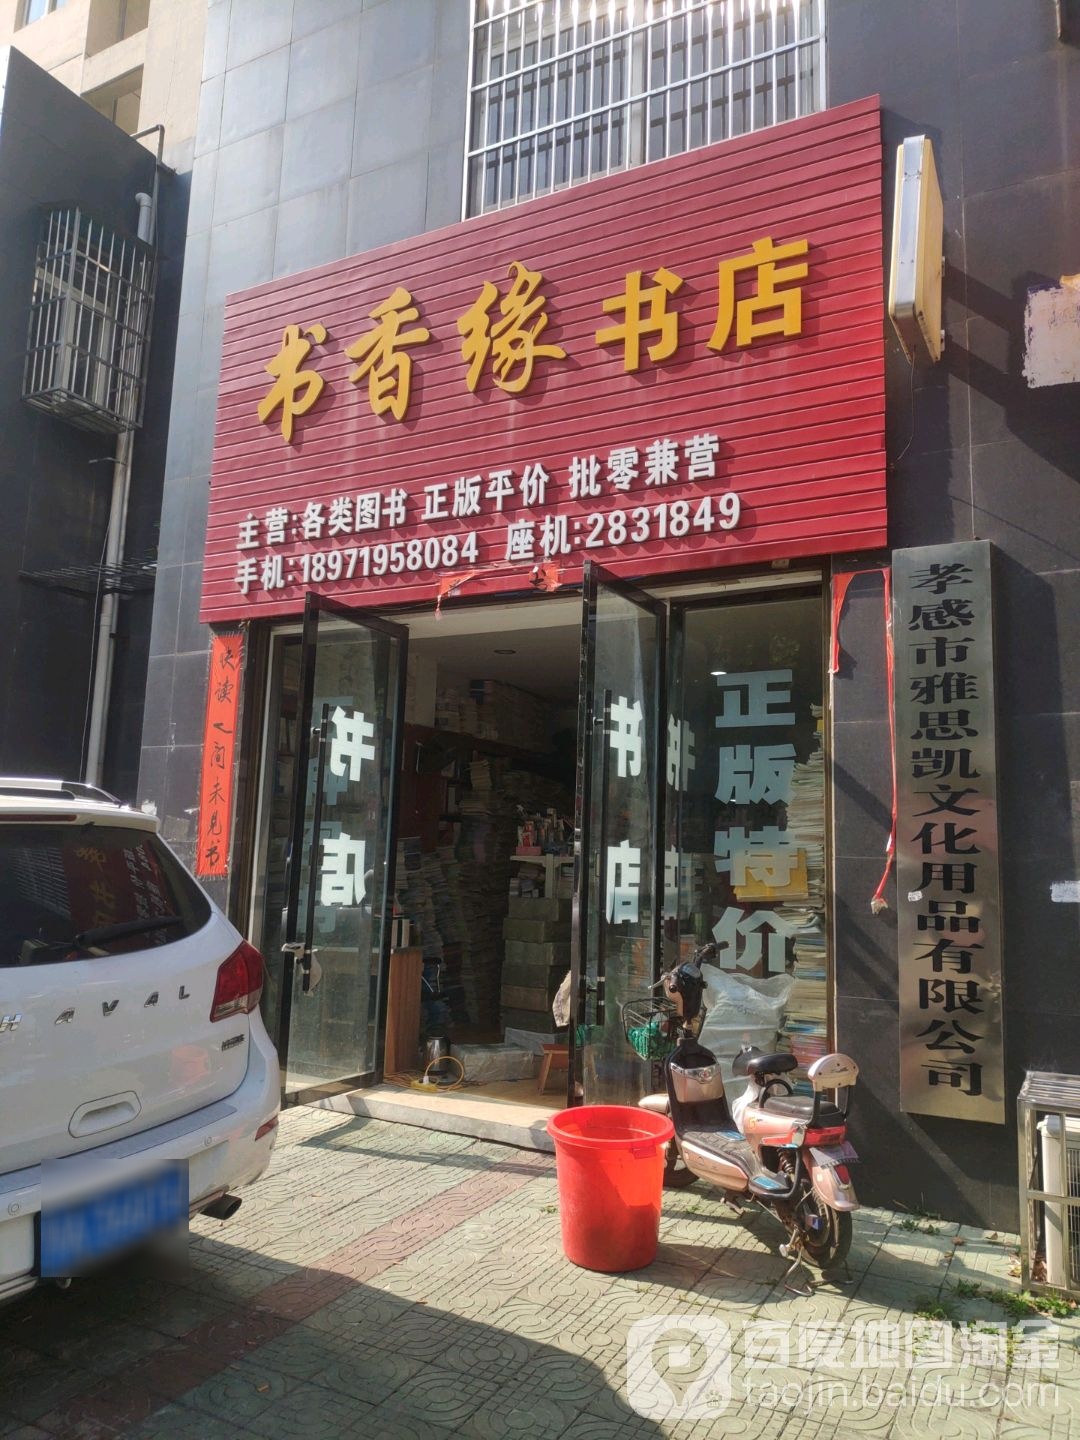 书香缘书店
主营:各类图书 正版平价 批零兼营
手机:18971958084 座机:2831849
孝感市雅思凯文化用品有限公司
书店
书店
正版特价
HAVAL
百度地图淘金
taojin.baidu.com